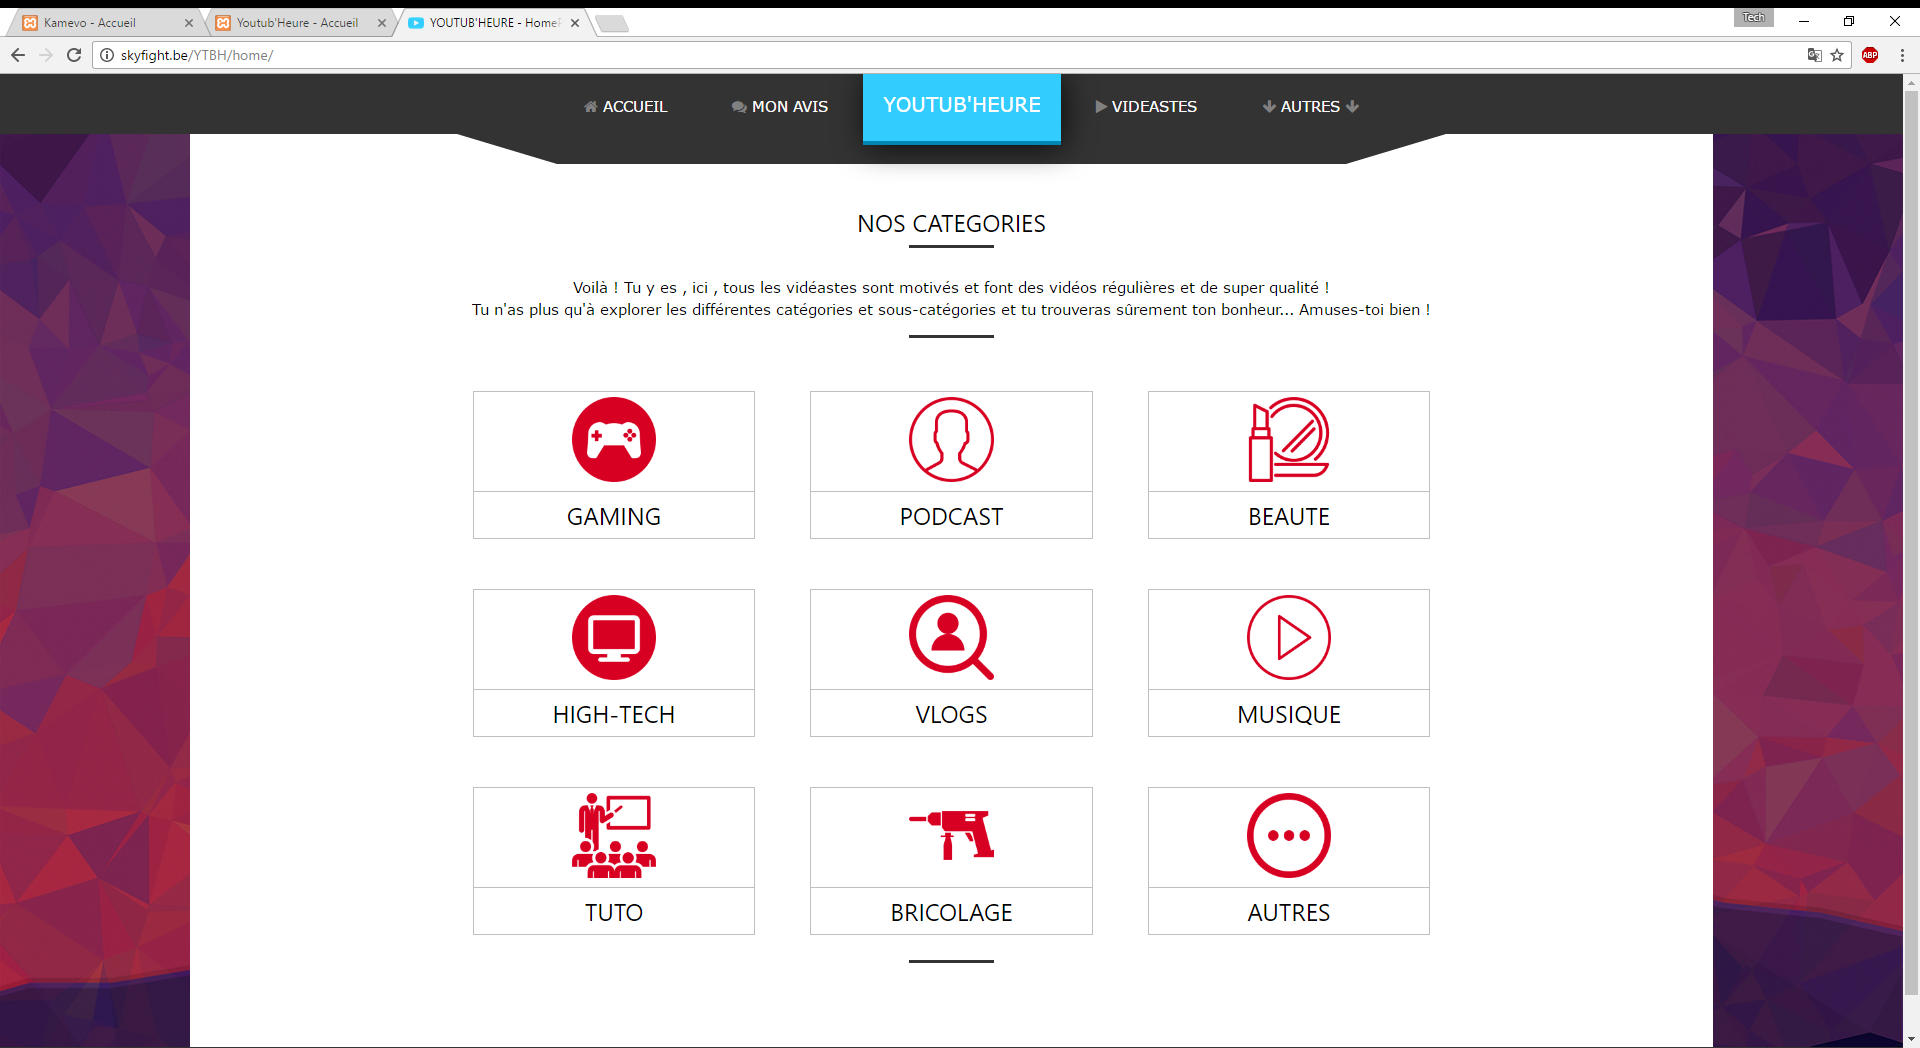 Tech
Kamevo - Accueil
Youtub'Heure - Accueil
YOUTUB'HEURE - Home
skyfight.be/YTBH/home/
ABP
ACCUEIL
MON AVIS
YOUTUB'HEURE
VIDEASTES
AUTRES
NOS CATEGORIES
Voilà ! Tu y es , ici , tous les vidéastes sont motivés et font des vidéos régulières et de super qualité !
Tu n'as plus qu'à explorer les différentes catégories et sous-catégories et tu trouveras sûrement ton bonheur... Amuses-toi bien !
GAMING
PODCAST
BEAUTE
HIGH-TECH
VLOGS
MUSIQUE
TUTO
BRICOLAGE
AUTRES